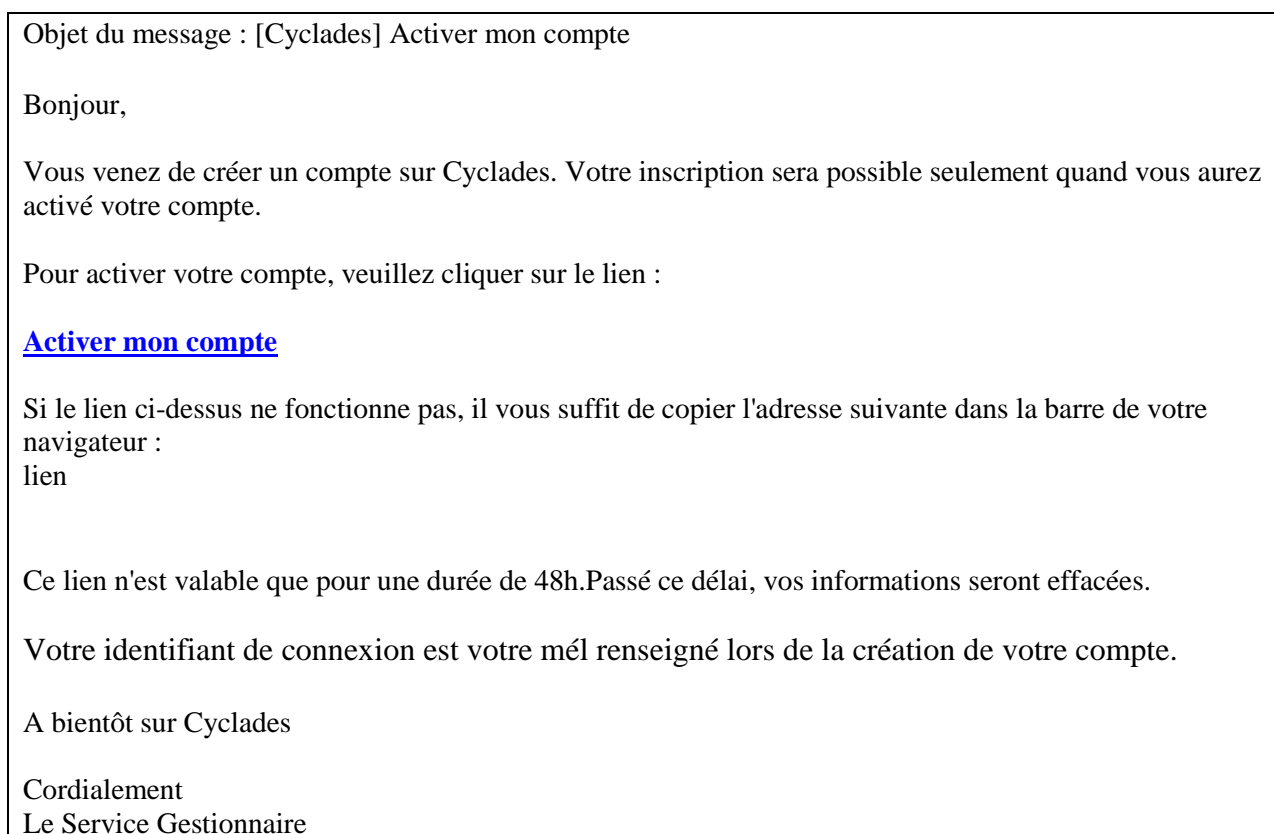 Objet du message : [Cyclades] Activer mon compte
Bonjour,
Vous venez de créer un compte sur Cyclades. Votre inscription sera possible seulement quand vous aurez
activé votre compte.
Pour activer votre compte, veuillez cliquer sur le lien :
Activer mon compte
Si le lien ci-dessus ne fonctionne pas, il vous suffit de copier l'adresse suivante dans la barre de votre
navigateur :
lien
Ce lien n'est valable que pour une durée de 48h.Passé ce délai, vos informations seront effacées.
Votre identifiant de connexion est votre mél renseigné lors de la création de votre compte.
A bientôt sur Cyclades
Cordialement
Le Service Gestionnaire